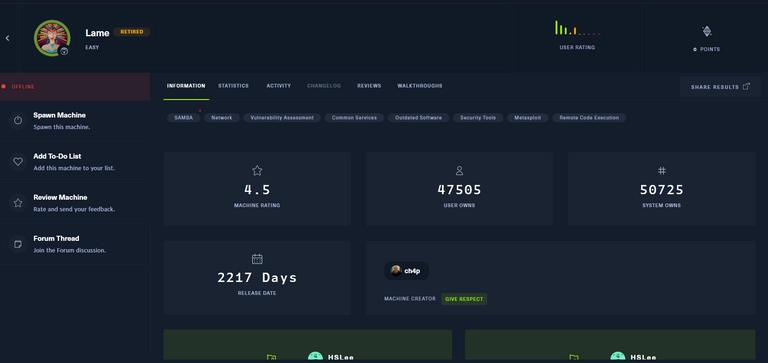 Lame RETIRED
EASY
USER RATING
0 POINTS
OFFLINE
INFORMATION STATISTICS ACTIVITY CHANGELOG REVIEWS WALKTHROUGHS
SHARE RESULTS
Spawn Machine
Spawn this machine.
SAMBA Network Vulnerability Assessment Common Services Outdated Software Security Tools Metasploit Remote Code Execution
Add To-Do List
Add this machine to your list.
Review Machine
Rate and send your feedback.
Forum Thread
Join the Forum discussion.
4.5
MACHINE RATING
47505
USER OWNS
50725
SYSTEM OWNS
2217 Days
RELEASE DATE
ch4p
MACHINE CREATOR GIVE RESPECT
HSLee
HSLee